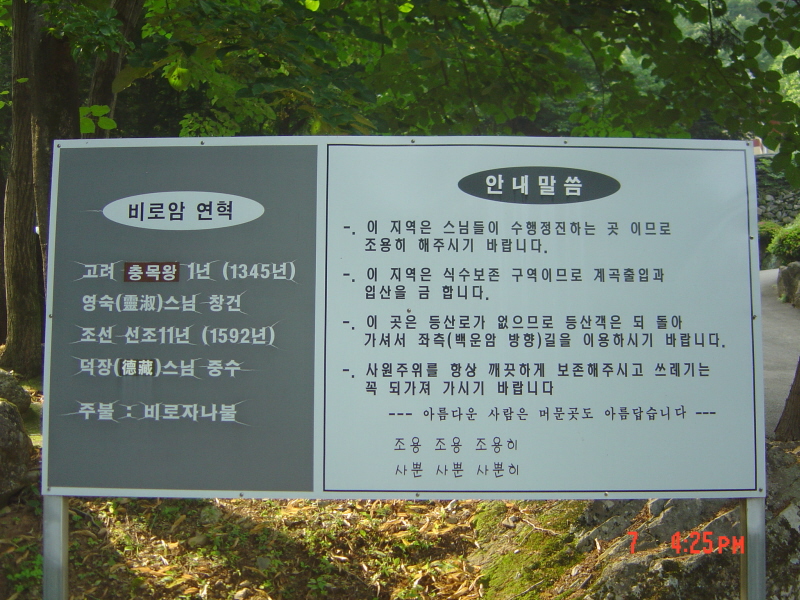 비로암 연혁
고려 충목왕 1년 (1345년)
영숙(靈淑)스님 창건
조선 선조11년 (1592년)
덕장(德藏)스님 중수
주불 : 비로자나불
안내말씀
-. 이 지역은 스님들이 수행정진하는 곳 이므로
조용히 해주시기 바랍니다.
-. 이 지역은 식수보존 구역이므로 계곡출입과
입산을 금 합니다.
-. 이 곳은 등산로가 없으므로 등산객은 되 돌아
가셔서 좌측(백운암 방향)길을 이용하시기 바랍니다.
-. 사원주위를 항상 깨끗하게 보존해주시고 쓰레기는
꼭 되가져 가시기 바랍니다
--- 아름다운 사람은 머문곳도 아름답습니다 ---
조용 조용 조용히
사뿐 사뿐 사뿐히
7 4:25PM